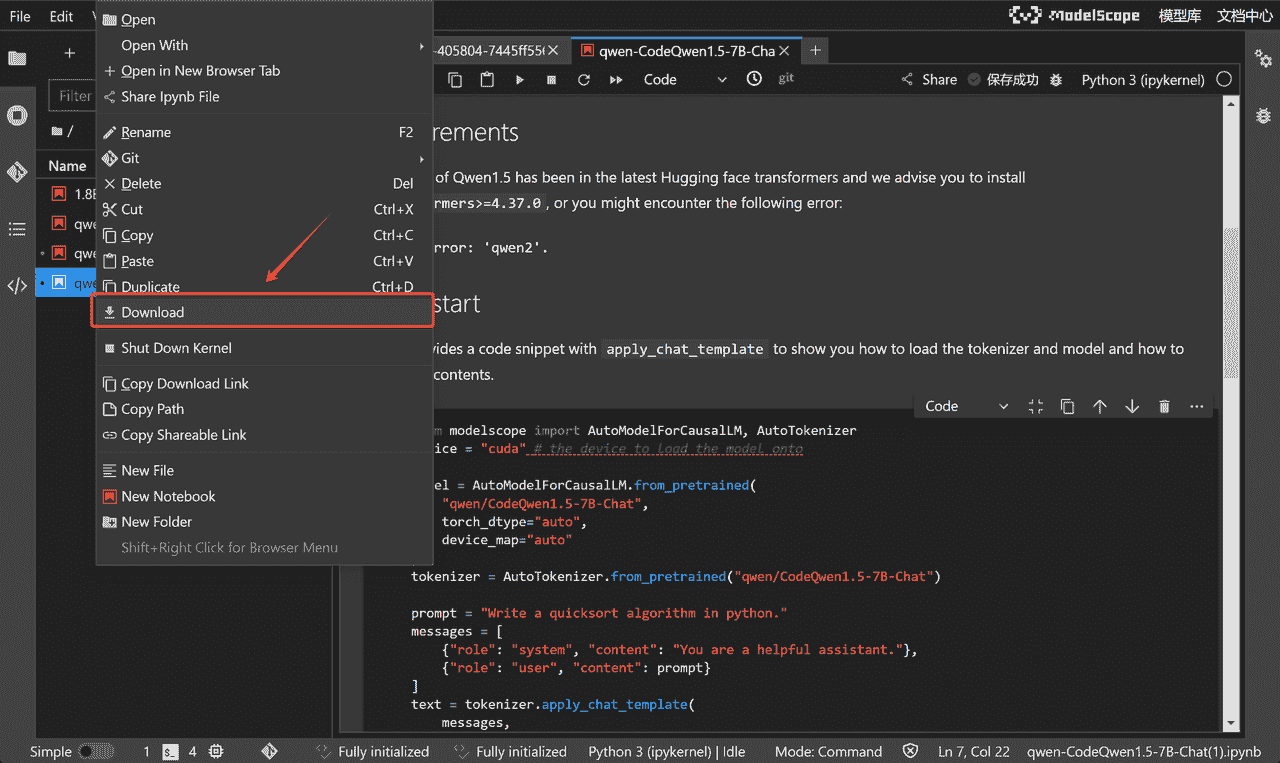 File Edit
ModelScope 模型库 文档中心
Filter
/
Name
1.8
qwe
qwe
qwe
Open
Open With
Open in New Browser Tab
Share Ipynb File
Rename F2
Git
Delete Del
Cut Ctrl+X
Copy Ctrl+C
Paste Ctrl+V
Duplicate Ctrl+D
Download
Shut Down Kernel
Copy Download Link
Copy Path
Copy Shareable Link
New File
New Notebook
New Folder
Shift+Right Click for Browser Menu
-405804-7445ff55 qwen-CodeQwen1.5-7B-Cha
Code git Share 保存成功 Python 3 (ipykernel)
rements
of Qwen1.5 has been in the latest Hugging face transformers and we advise you to install
rmers>=4.37.0, or you might encounter the following error:
rror: 'qwen2'.
start
vides a code snippet with apply_chat_template to show you how to load the tokenizer and model and how to
contents.
Code
m modelscope import AutoModelForCausalLM, AutoTokenizer
ice = "cuda" # the device to load the model onto
el = AutoModelForCausalLM.from_pretrained(
"qwen/CodeQwen1.5-7B-Chat",
torch_dtype="auto",
device_map="auto"
tokenizer = AutoTokenizer.from_pretrained("qwen/CodeQwen1.5-7B-Chat")
prompt = "Write a quicksort algorithm in python."
messages = [
{"role": "system", "content": "You are a helpful assistant."},
{"role": "user", "content": prompt}
]
text = tokenizer.apply_chat_template(
messages,
Simple 1 4 Fully initialized Fully initialized Python 3 (ipykernel) | Idle Mode: Command Ln 7, Col 22 qwen-CodeQwen1.5-7B-Chat(1).ipynb